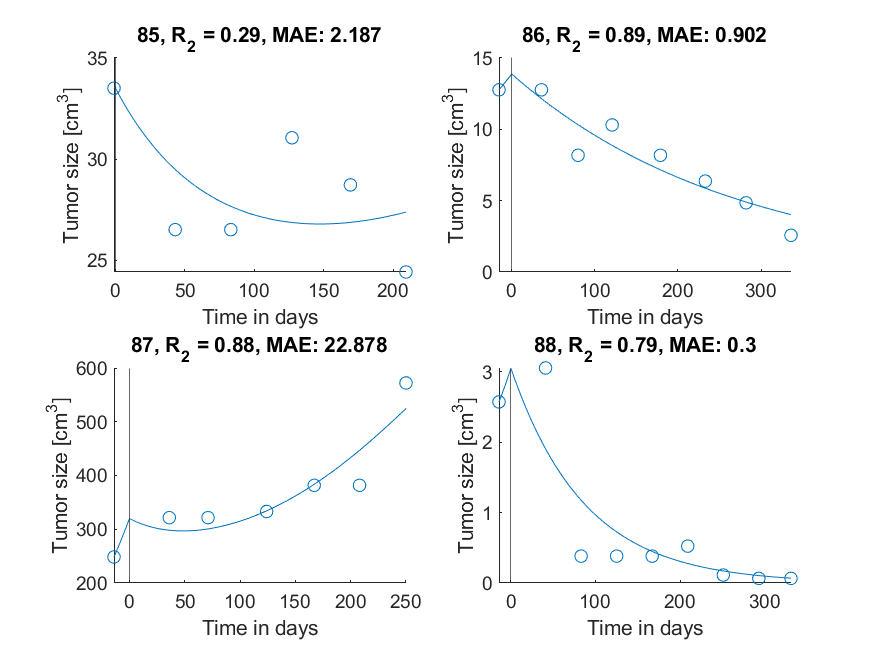 85, R2 = 0.29, MAE: 2.187
Tumor size [cm3]
35
30
25
0 50 100 150 200
Time in days
86, R2 = 0.89, MAE: 0.902
Tumor size [cm3]
15
10
5
0
0 100 200 300
Time in days
87, R2 = 0.88, MAE: 22.878
Tumor size [cm3]
600
500
400
300
200
0 50 100 150 200 250
Time in days
88, R2 = 0.79, MAE: 0.3
Tumor size [cm3]
3
2
1
0
0 100 200 300
Time in days